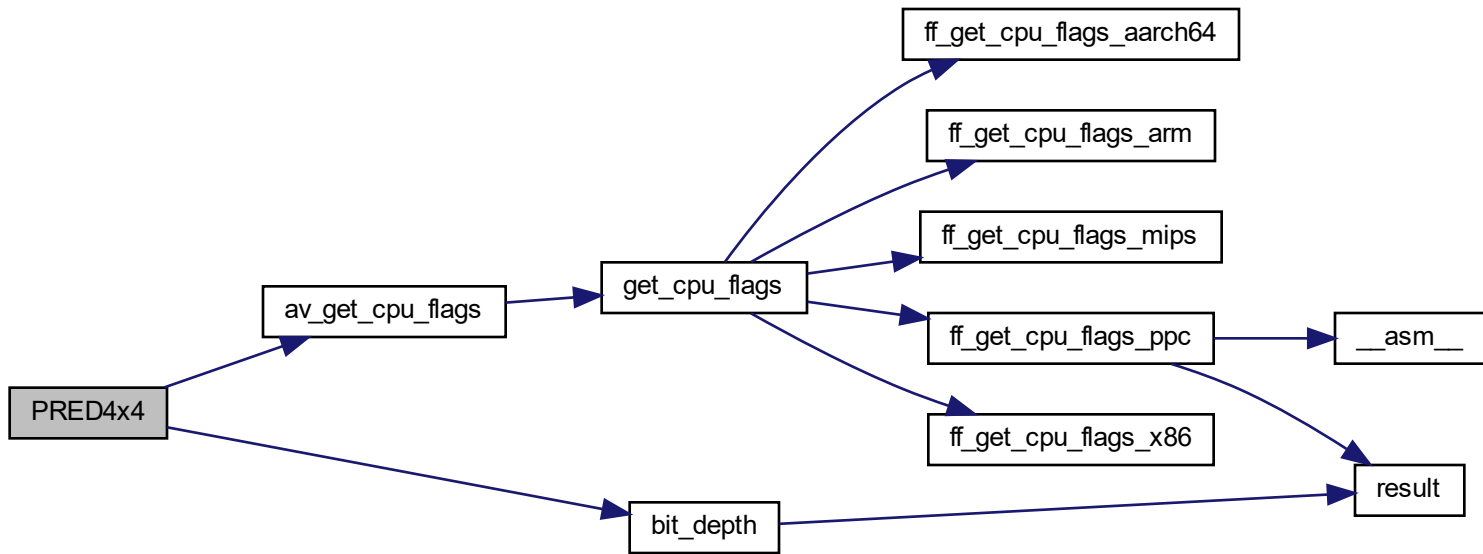 ff_get_cpu_flags_aarch64
ff_get_cpu_flags_arm
ff_get_cpu_flags_mips
get_cpu_flags
av_get_cpu_flags
ff_get_cpu_flags_ppc
__asm__
PRED4x4
ff_get_cpu_flags_x86
result
bit_depth